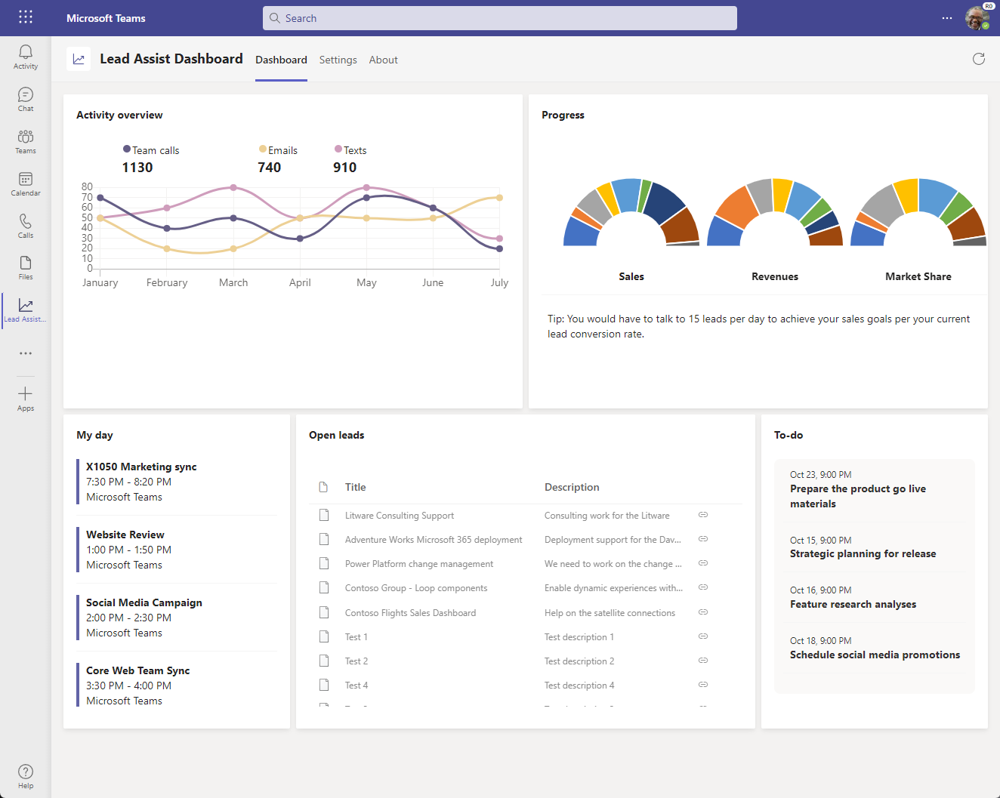 Microsoft Teams
Search
RO
Activity
Chat
Teams
Calendar
Calls
Files
Lead Assist...
Apps
Help
Lead Assist Dashboard
Dashboard
Settings
About
Activity overview
Team calls
1130
Emails
740
Texts
910
80
70
60
50
40
30
20
10
0
January
February
March
April
May
June
July
Progress
Sales
Revenues
Market Share
Tip: You would have to talk to 15 leads per day to achieve your sales goals per your current
lead conversion rate.
My day
X1050 Marketing sync
7:30 PM - 8:20 PM
Microsoft Teams
Website Review
1:00 PM - 1:50 PM
Microsoft Teams
Social Media Campaign
2:00 PM - 2:30 PM
Microsoft Teams
Core Web Team Sync
3:30 PM - 4:00 PM
Microsoft Teams
Open leads
Title Description
Litware Consulting Support Consulting work for the Litware
Adventure Works Microsoft 365 deployment Deployment support for the Dav...
Power Platform change management We need to work on the change ...
Contoso Group - Loop components Enable dynamic experiences with...
Contoso Flights Sales Dashboard Help on the satellite connections
Test 1 Test description 1
Test 2 Test description 2
Test 4 Test description 4
To-do
Oct 23, 9:00 PM
Prepare the product go live
materials
Oct 15, 9:00 PM
Strategic planning for release
Oct 16, 9:00 PM
Feature research analyses
Oct 18, 9:00 PM
Schedule social media promotions